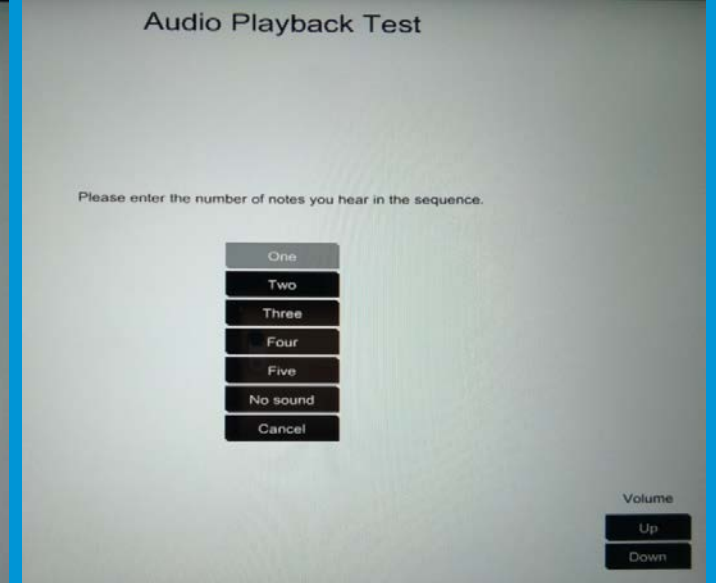 Audio Playback Test
Please enter the number of notes you hear in the sequence.
One
Two
Three
Four
Five
No sound
Cancel
Volume
Up
Down